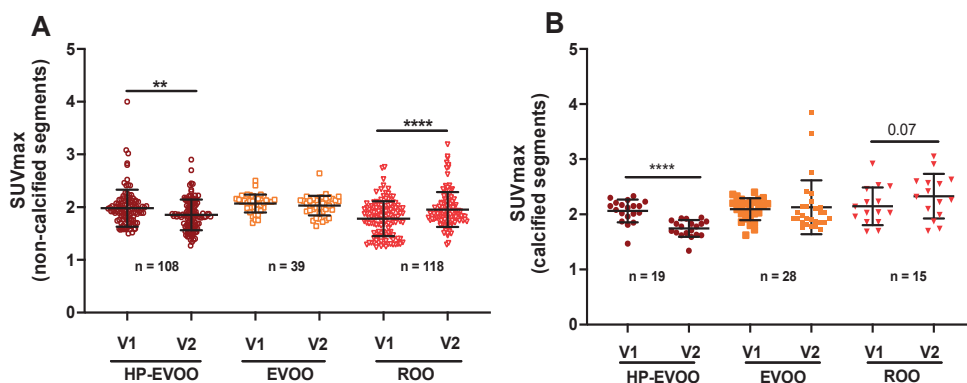 A
SUVmax
(non-calcified segments)
5
4
3
2
1
0
**
****
n = 108
n = 39
n = 118
V1 V2 V1 V2 V1 V2
HP-EVOO EVOO ROO
B
SUVmax
(calcified segments)
5
4
3
2
1
0
****
0.07
n = 19
n = 28
n = 15
V1 V2 V1 V2 V1 V2
HP-EVOO EVOO ROO